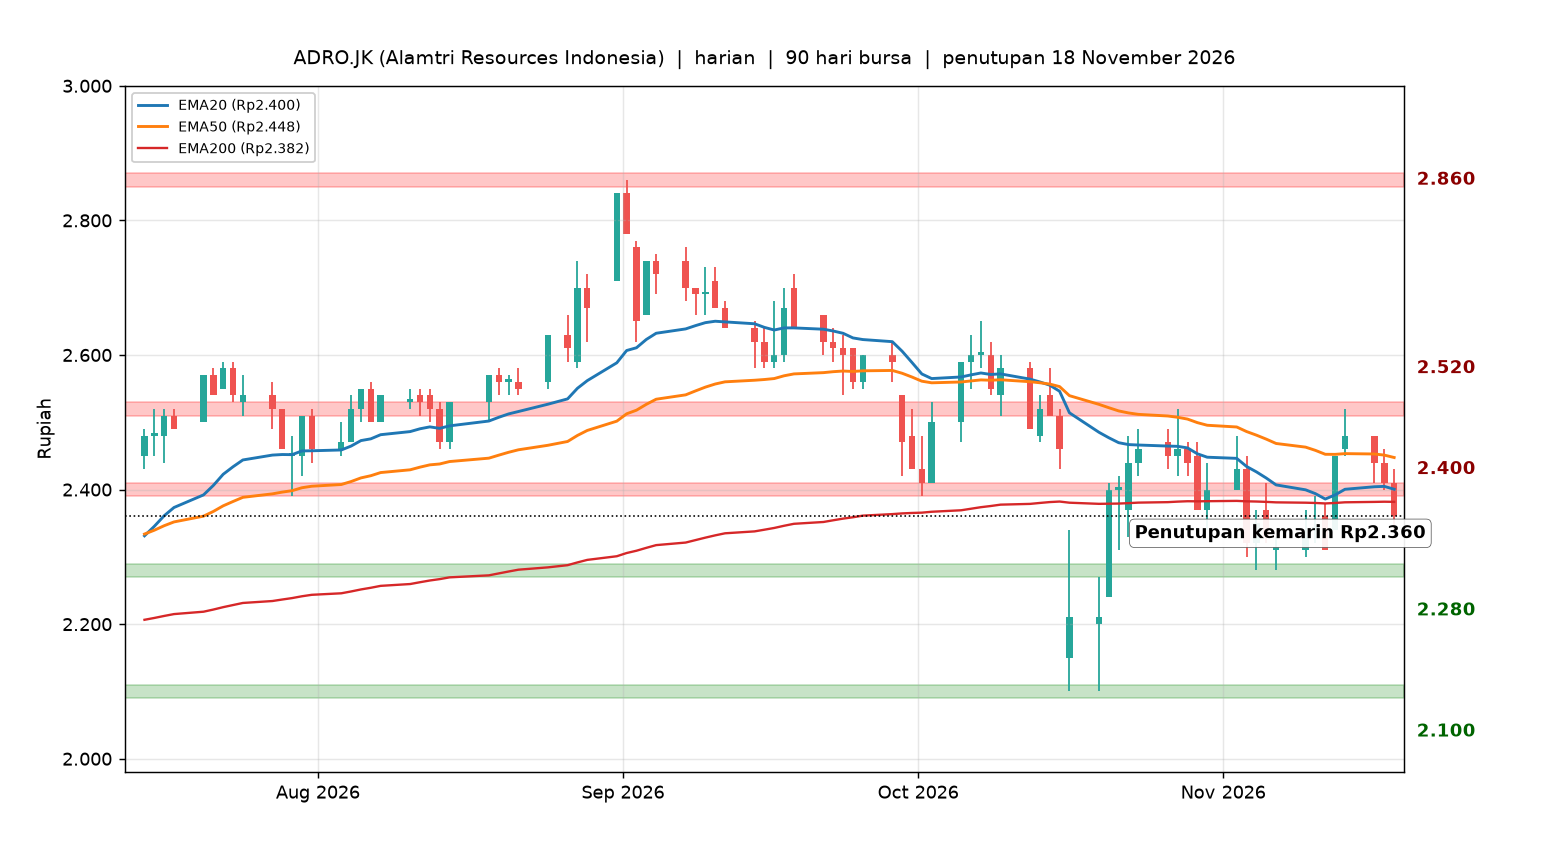 ADRO.JK (Alamtri Resources Indonesia) | harian | 90 hari bursa | penutupan 18 November 2026
EMA20 (Rp2.400)
EMA50 (Rp2.448)
EMA200 (Rp2.382)
Rupiah
3.000
2.800
2.600
2.400
2.200
2.000
2.860
2.520
2.400
Penutupan kemarin Rp2.360
2.280
2.100
Aug 2026
Sep 2026
Oct 2026
Nov 2026